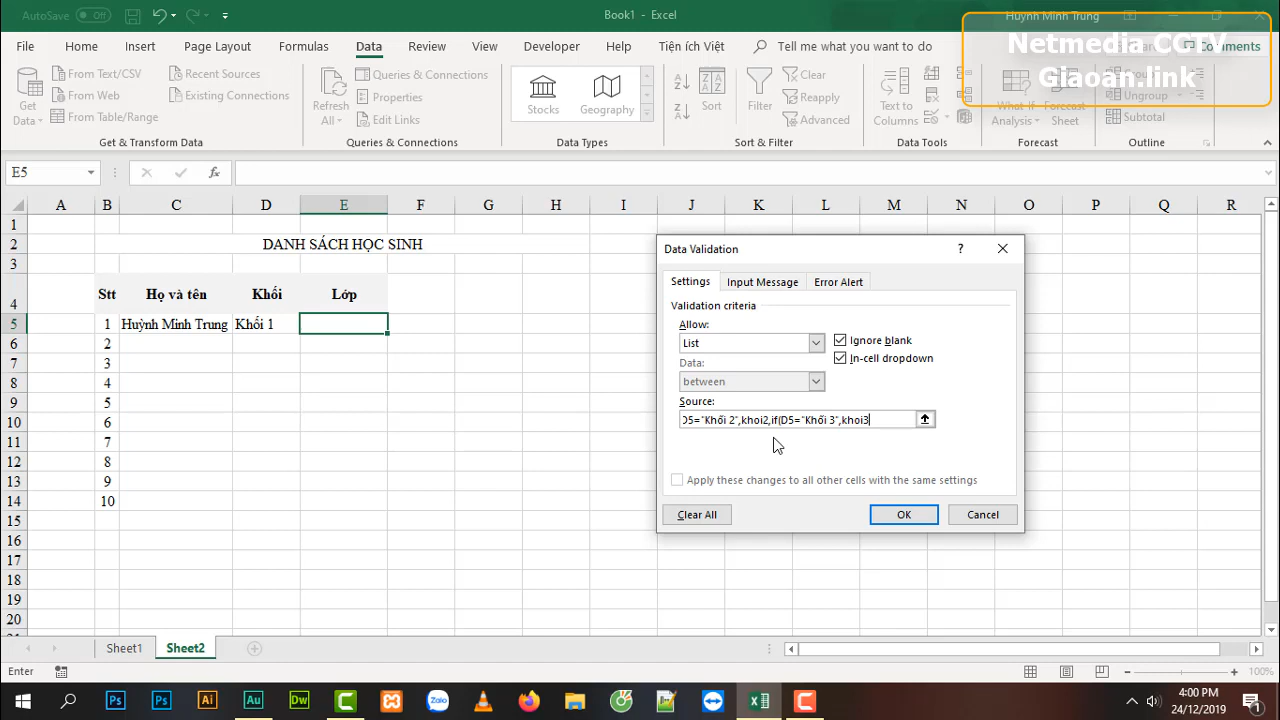 AutoSave Off
Book1 - Excel
Huỳnh Minh Trung
Netmedia CCTV
Giaoan.link
File Home Insert Page Layout Formulas Data Review View Developer Help Tiện ích Việt Tell me what you want to do Comments
Get Data
From Text/CSV
From Web
From Table/Range
Recent Sources
Existing Connections
Get & Transform Data
Refresh
Queries & Connections
Properties
Edit Links
Queries & Connections
Stocks
Geography
Data Types
Sort
Filter
Clear
Reapply
Advanced
Sort & Filter
Text to Columns
Data Tools
What If Analysis
Forecast Sheet
Forecast
Group
Ungroup
Subtotal
Outline
E5
fx
A B C D E F G H I J K L M N O P Q R
1
2 DANH SÁCH HỌC SINH
3
4 Stt Họ và tên Khối Lớp
5 1 Huỳnh Minh Trung Khối 1
6 2
7 3
8 4
9 5
10 6
11 7
12 8
13 9
14 10
15
16
17
18
19
20
Data Validation ?
Settings Input Message Error Alert
Validation criteria
Allow:
List
Ignore blank
In-cell dropdown
Data:
between
Source:
D5="Khối 2",khoi2,if(D5="Khối 3",khoi3
Apply these changes to all other cells with the same settings
Clear All OK Cancel
Sheet1 Sheet2
Enter
Ps Ps Ai Au Dw Zalo
4:00 PM
24/12/2019
1